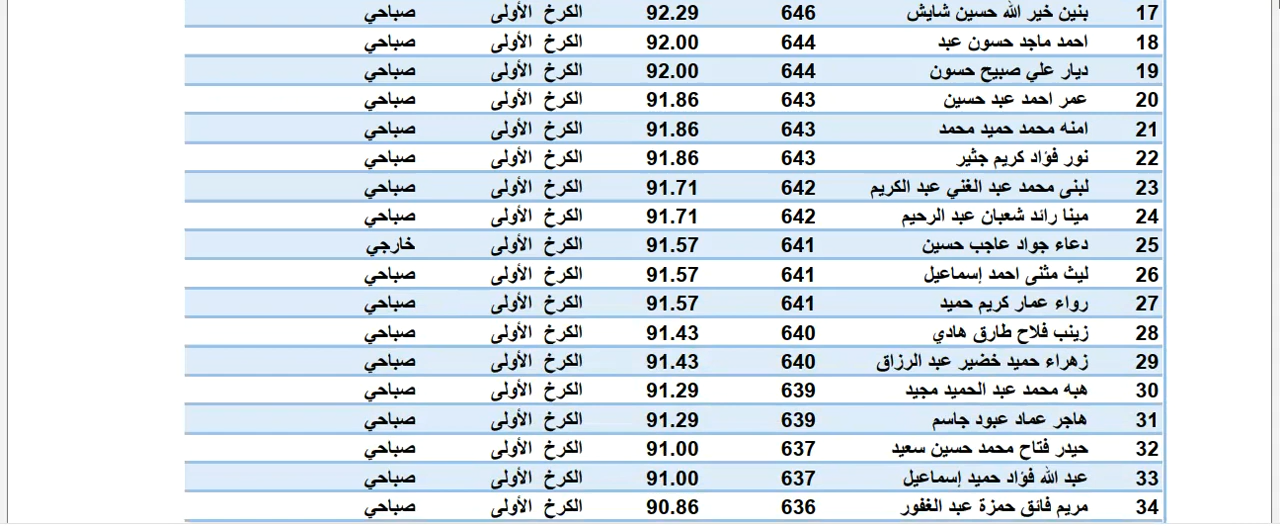 17 بنين خير الله حسين شايش 646 92.29 الكرخ الأولى صباحي
18 احمد ماجد حسون عبد 644 92.00 الكرخ الأولى صباحي
19 ديار علي صبيح حسون 644 92.00 الكرخ الأولى صباحي
20 عمر احمد عبد حسين 643 91.86 الكرخ الأولى صباحي
21 امنه محمد حميد محمد 643 91.86 الكرخ الأولى صباحي
22 نور فؤاد كريم جثير 643 91.86 الكرخ الأولى صباحي
23 لبنى محمد عبد الغني عبد الكريم 642 91.71 الكرخ الأولى صباحي
24 مينا رائد شعبان عبد الرحيم 642 91.71 الكرخ الأولى صباحي
25 دعاء جواد عاجب حسين 641 91.57 الكرخ الأولى خارجي
26 ليث مثنى احمد إسماعيل 641 91.57 الكرخ الأولى صباحي
27 رواء عمار كريم حميد 641 91.57 الكرخ الأولى صباحي
28 زينب فلاح طارق هادي 640 91.43 الكرخ الأولى صباحي
29 زهراء حميد خضير عبد الرزاق 640 91.43 الكرخ الأولى صباحي
30 هبه محمد عبد الحميد مجيد 639 91.29 الكرخ الأولى صباحي
31 هاجر عماد عبود جاسم 639 91.29 الكرخ الأولى صباحي
32 حيدر فتاح محمد حسين سعيد 637 91.00 الكرخ الأولى صباحي
33 عبد الله فؤاد حميد إسماعيل 637 91.00 الكرخ الأولى صباحي
34 مريم فائق حمزة عبد الغفور 636 90.86 الكرخ الأولى صباحي